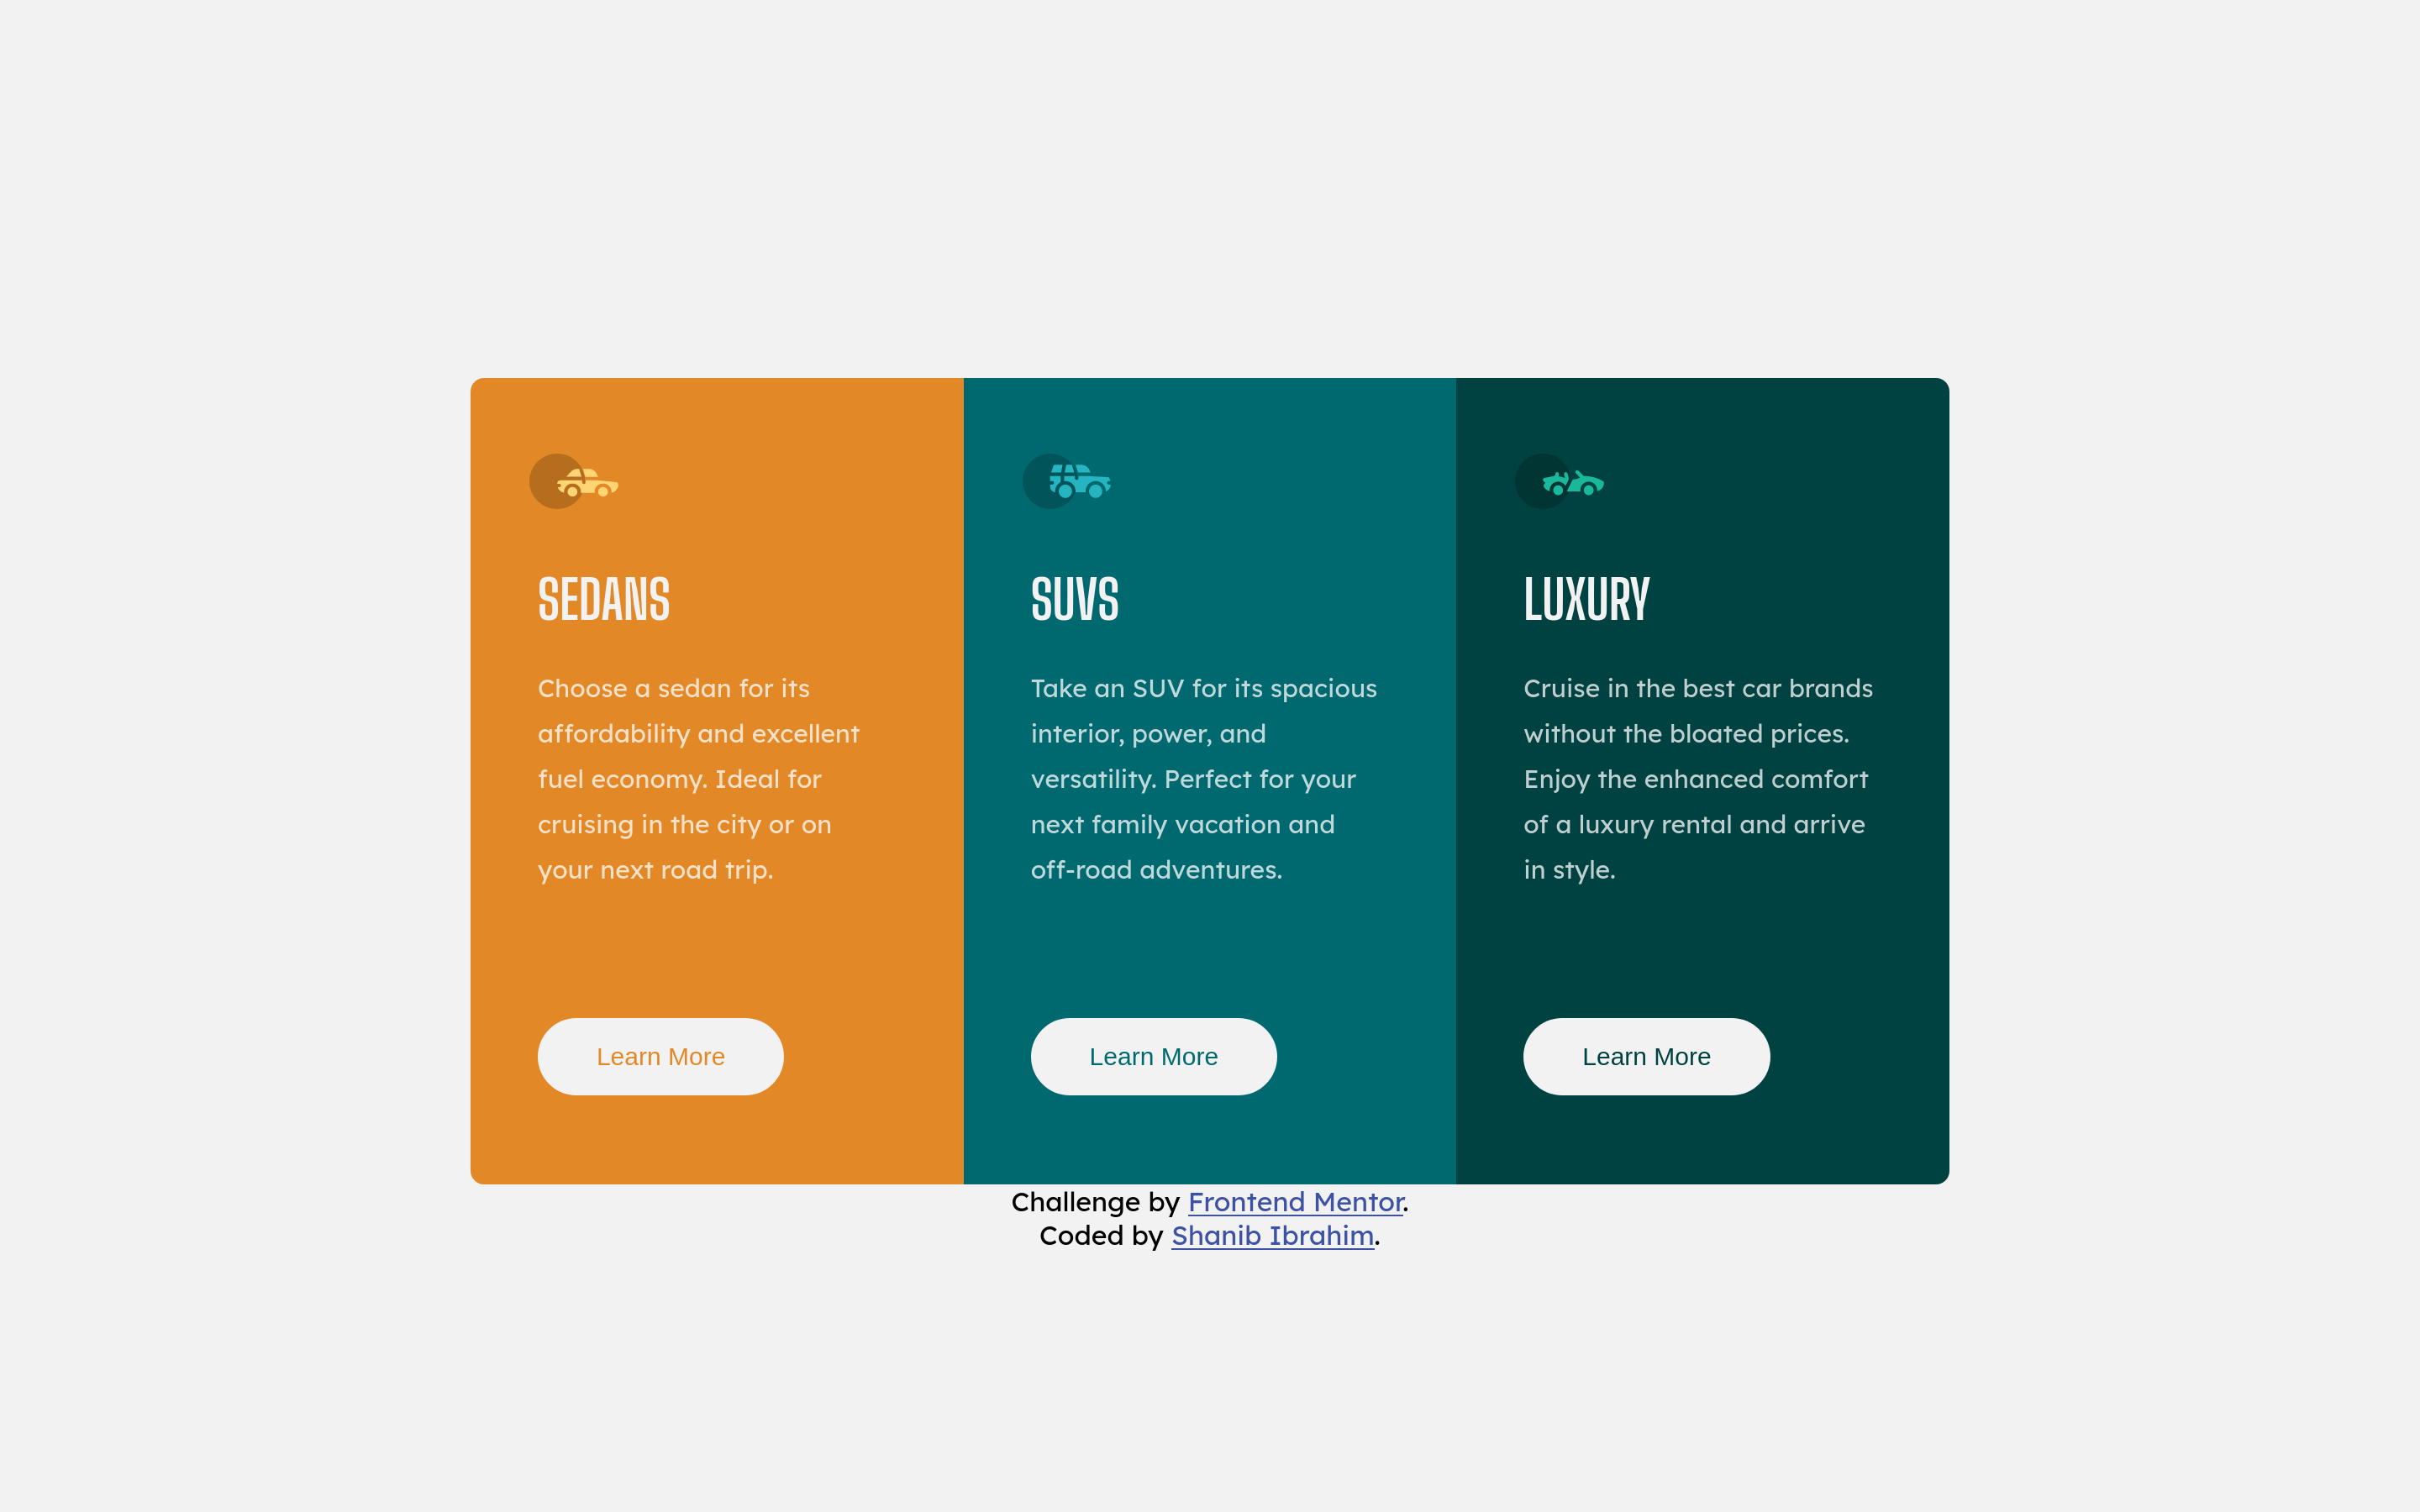 SEDANS
Choose a sedan for its
affordability and excellent
fuel economy. Ideal for
cruising in the city or on
your next road trip.
Learn More
SUVS
Take an SUV for its spacious
interior, power, and
versatility. Perfect for your
next family vacation and
off-road adventures.
Learn More
LUXURY
Cruise in the best car brands
without the bloated prices.
Enjoy the enhanced comfort
of a luxury rental and arrive
in style.
Learn More
Challenge by Frontend Mentor.
Coded by Shanib Ibrahim.